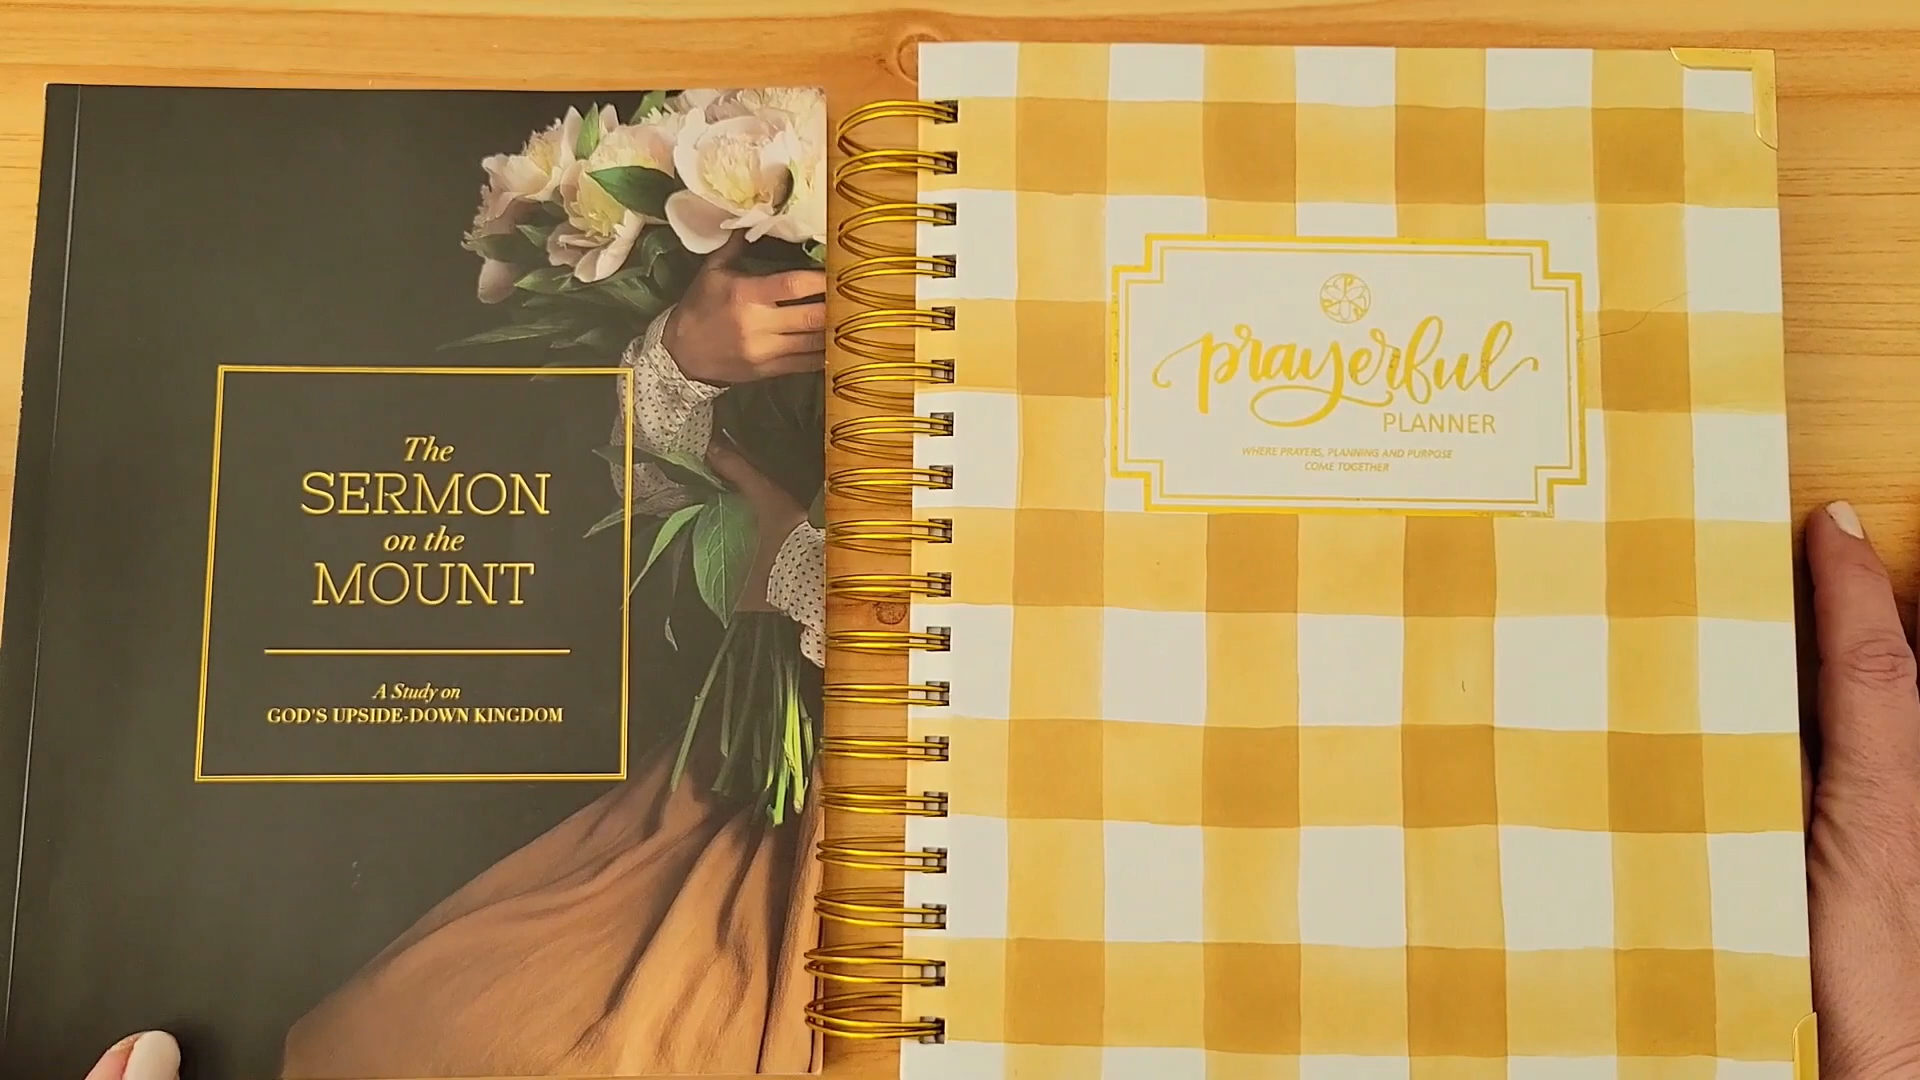 The
SERMON
on the
MOUNT
A Study on
GOD'S UPSIDE-DOWN KINGDOM
prayerful
PLANNER
WHERE PRAYERS, PLANNING AND PURPOSE
COME TOGETHER